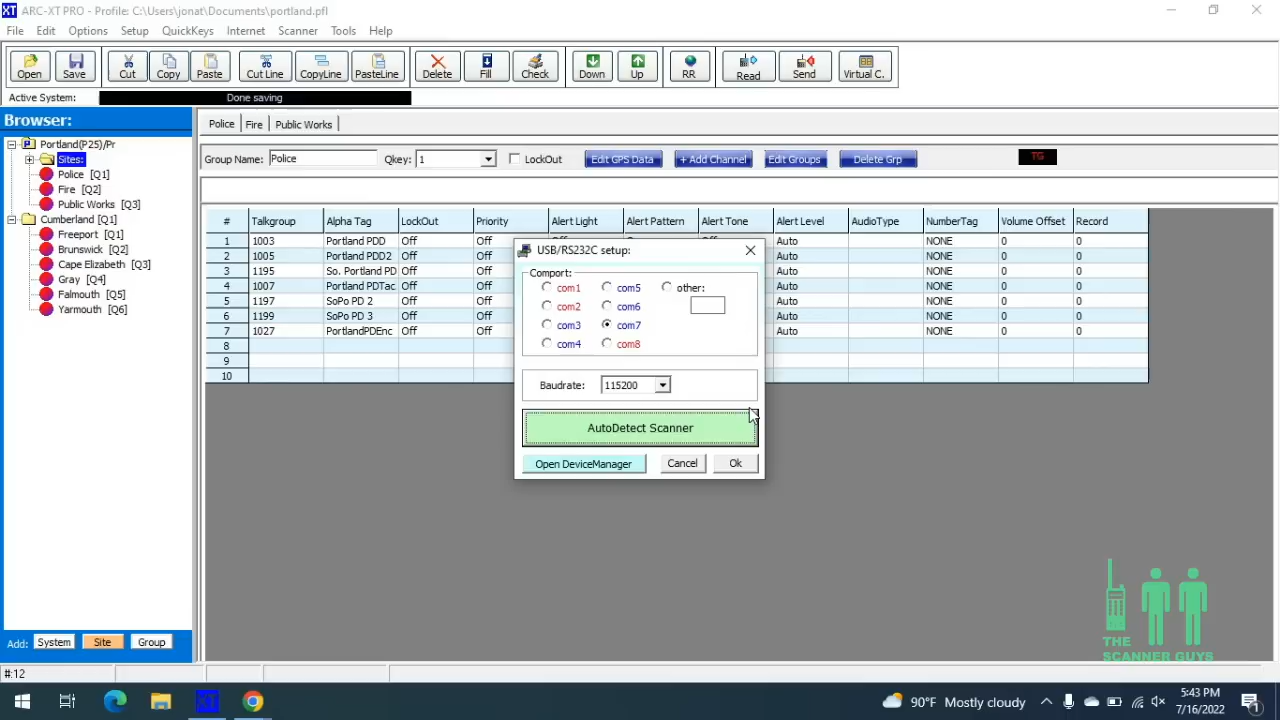 XT ARC-XT PRO - Profile: C:\Users\jonat\Documents\portland.pfl
File Edit Options Setup QuickKeys Internet Scanner Tools Help
Open Save Cut Copy Paste Cut Line CopyLine PasteLine Delete Fill Check Down Up RR Read Send Virtual C.
Active System: Done saving
Browser:
Portland(P25)/Pr
Sites:
Police [Q1]
Fire [Q2]
Public Works [Q3]
Cumberland [Q1]
Freeport [Q1]
Brunswick [Q2]
Cape Elizabeth [Q3]
Gray [Q4]
Falmouth [Q5]
Yarmouth [Q6]
Add: System Site Group
#:12
Police Fire Public Works
Group Name: Police Qkey: 1 LockOut Edit GPS Data + Add Channel Edit Groups Delete Grp TG
# Talkgroup Alpha Tag LockOut Priority Alert Light Alert Pattern Alert Tone Alert Level AudioType NumberTag Volume Offset Record
1 1003 Portland PDD Off Off Auto NONE 0 0
2 1005 Portland PDD2 Off Off Auto NONE 0 0
3 1195 So. Portland PD Off Off Auto NONE 0 0
4 1007 Portland PDTac Off Off Auto NONE 0 0
5 1197 SoPo PD 2 Off Off Auto NONE 0 0
6 1199 SoPo PD 3 Off Off Auto NONE 0 0
7 1027 PortlandPDEnc Off Off Auto NONE 0 0
8
9
10
USB/RS232C setup:
Comport:
com1 com5 other:
com2 com6
com3 com7
com4 com8
Baudrate: 115200
AutoDetect Scanner
Open DeviceManager Cancel Ok
THE
SCANNER GUYS
XT 90°F Mostly cloudy 5:43 PM
7/16/2022 1